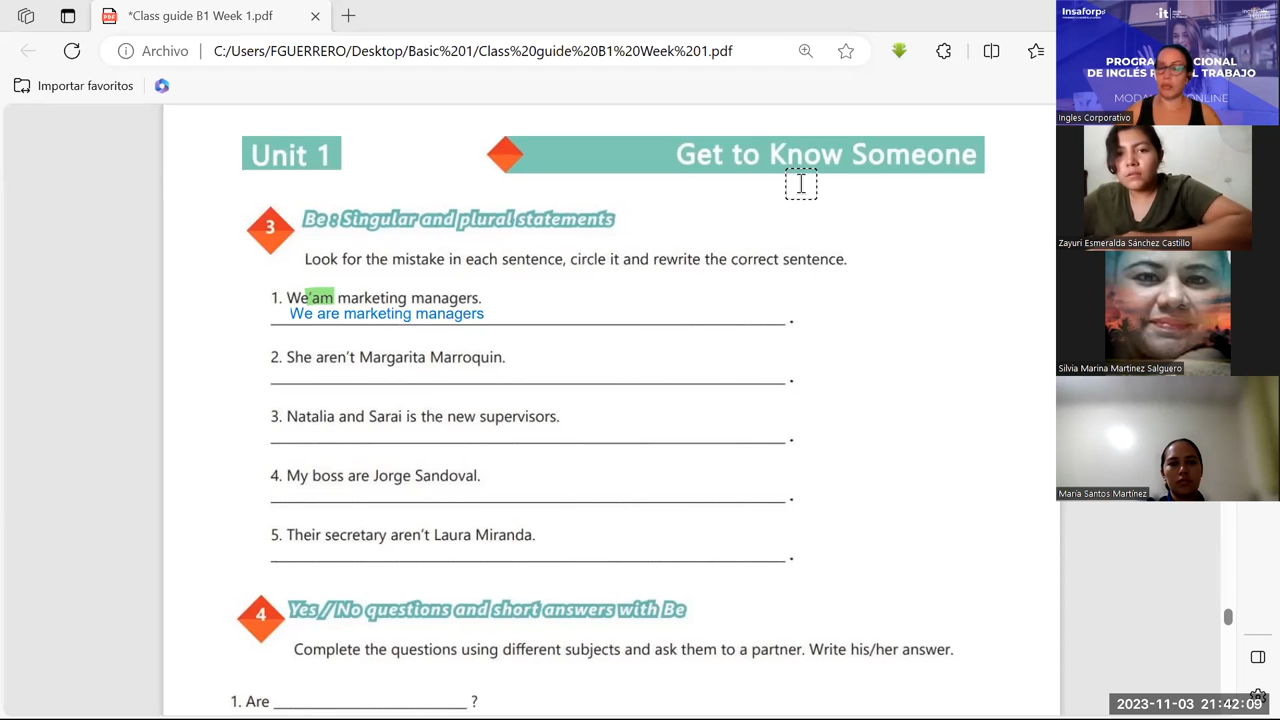 *Class guide B1 Week 1.pdf
Archivo
C:/Users/FGUERRERO/Desktop/Basic%201/Class%20guide%20B1%20Week%201.pdf
Importar favoritos
Unit 1
Get to Know Someone
3
Be : Singular and plural statements
Look for the mistake in each sentence, circle it and rewrite the correct sentence.
1. We'am marketing managers.
We are marketing managers
2. She aren't Margarita Marroquin.
3. Natalia and Sarai is the new supervisors.
4. My boss are Jorge Sandoval.
5. Their secretary aren't Laura Miranda.
4
Yes/No questions and short answers with Be
Complete the questions using different subjects and ask them to a partner. Write his/her answer.
1. Are ______________________ ?
Insaforp
Ingles Corporativo
Zayuri Esmeralda Sánchez Castillo
Silvia Marina Martinez Salguero
María Santos Martínez
2023-11-03 21:42:09